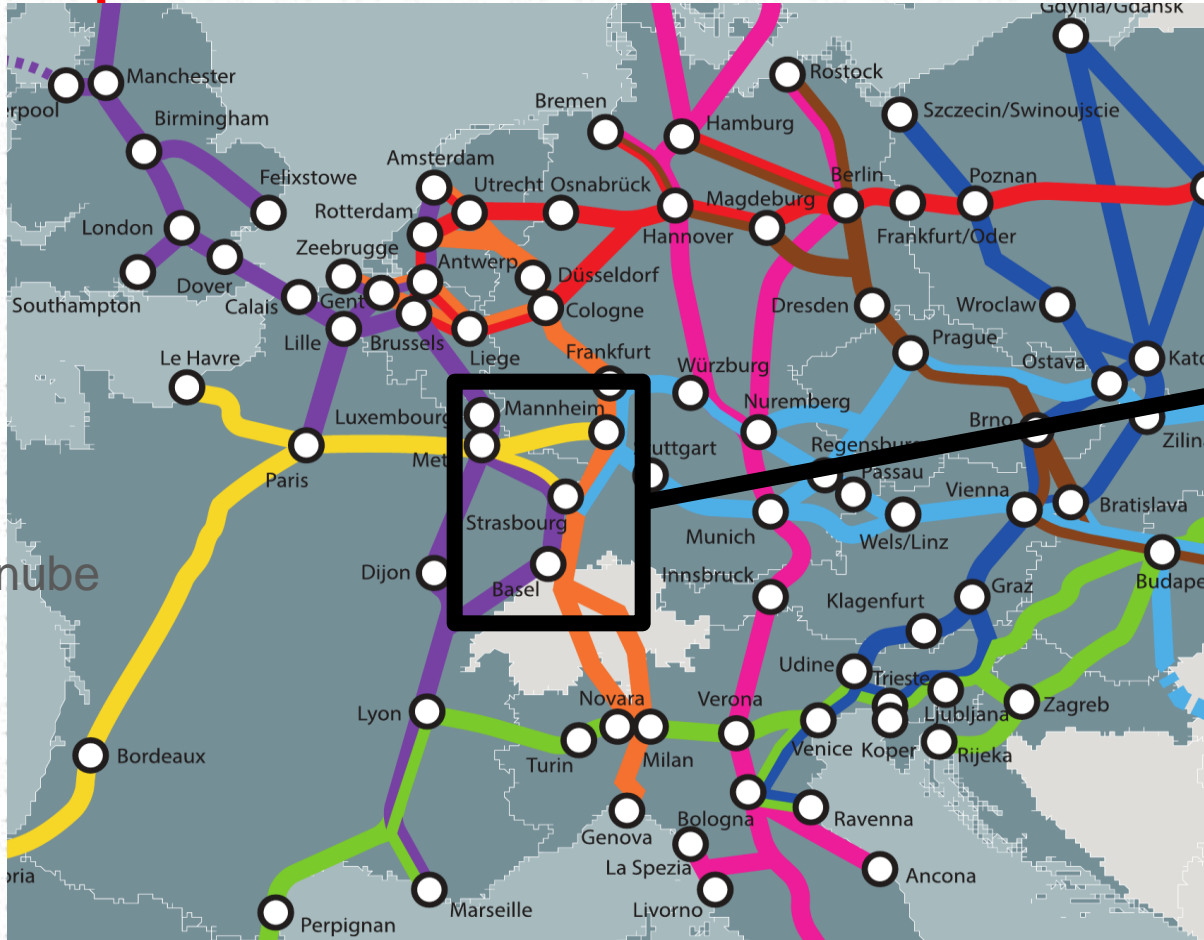 Gdynia/Gdansk
Rostock
Manchester
erpool
Bremen
Szczecin/Swinoujscie
Birmingham
Hamburg
Amsterdam
Felixstowe
Utrecht
Osnabrück
Magdeburg
Berlin
Poznan
Rotterdam
London
Hannover
Frankfurt/Oder
Zeebrugge
Antwerp
Düsseldorf
Dover
Southampton
Calais
Gent
Cologne
Dresden
Wroclaw
Lille
Brussels
Liege
Frankfurt
Prague
Le Havre
Würzburg
Ostava
Kato
Luxembourg
Mannheim
Nuremberg
Brno
Zilin
Metz
Stuttgart
Regensburg
Paris
Passau
Vienna
Bratislava
Strasbourg
Munich
Wels/Linz
nube
Dijon
Basel
Innsbruck
Budape
Graz
Klagenfurt
Udine
Trieste
Novara
Verona
Lyon
Ljubljana
Zagreb
Bordeaux
Turin
Milan
Venice
Koper
Rijeka
Genova
Bologna
Ravenna
La Spezia
oria
Ancona
Perpignan
Marseille
Livorno